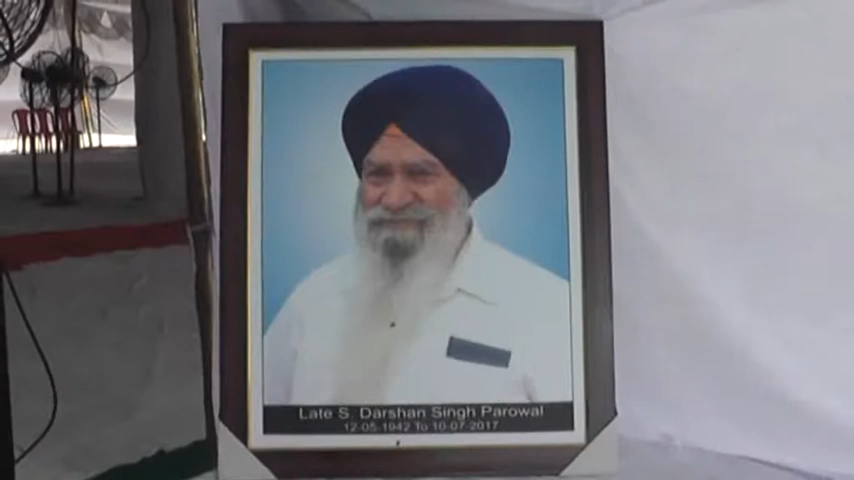 Late S. Darshan Singh Parowal
12-05-1942 To 10-07-2017